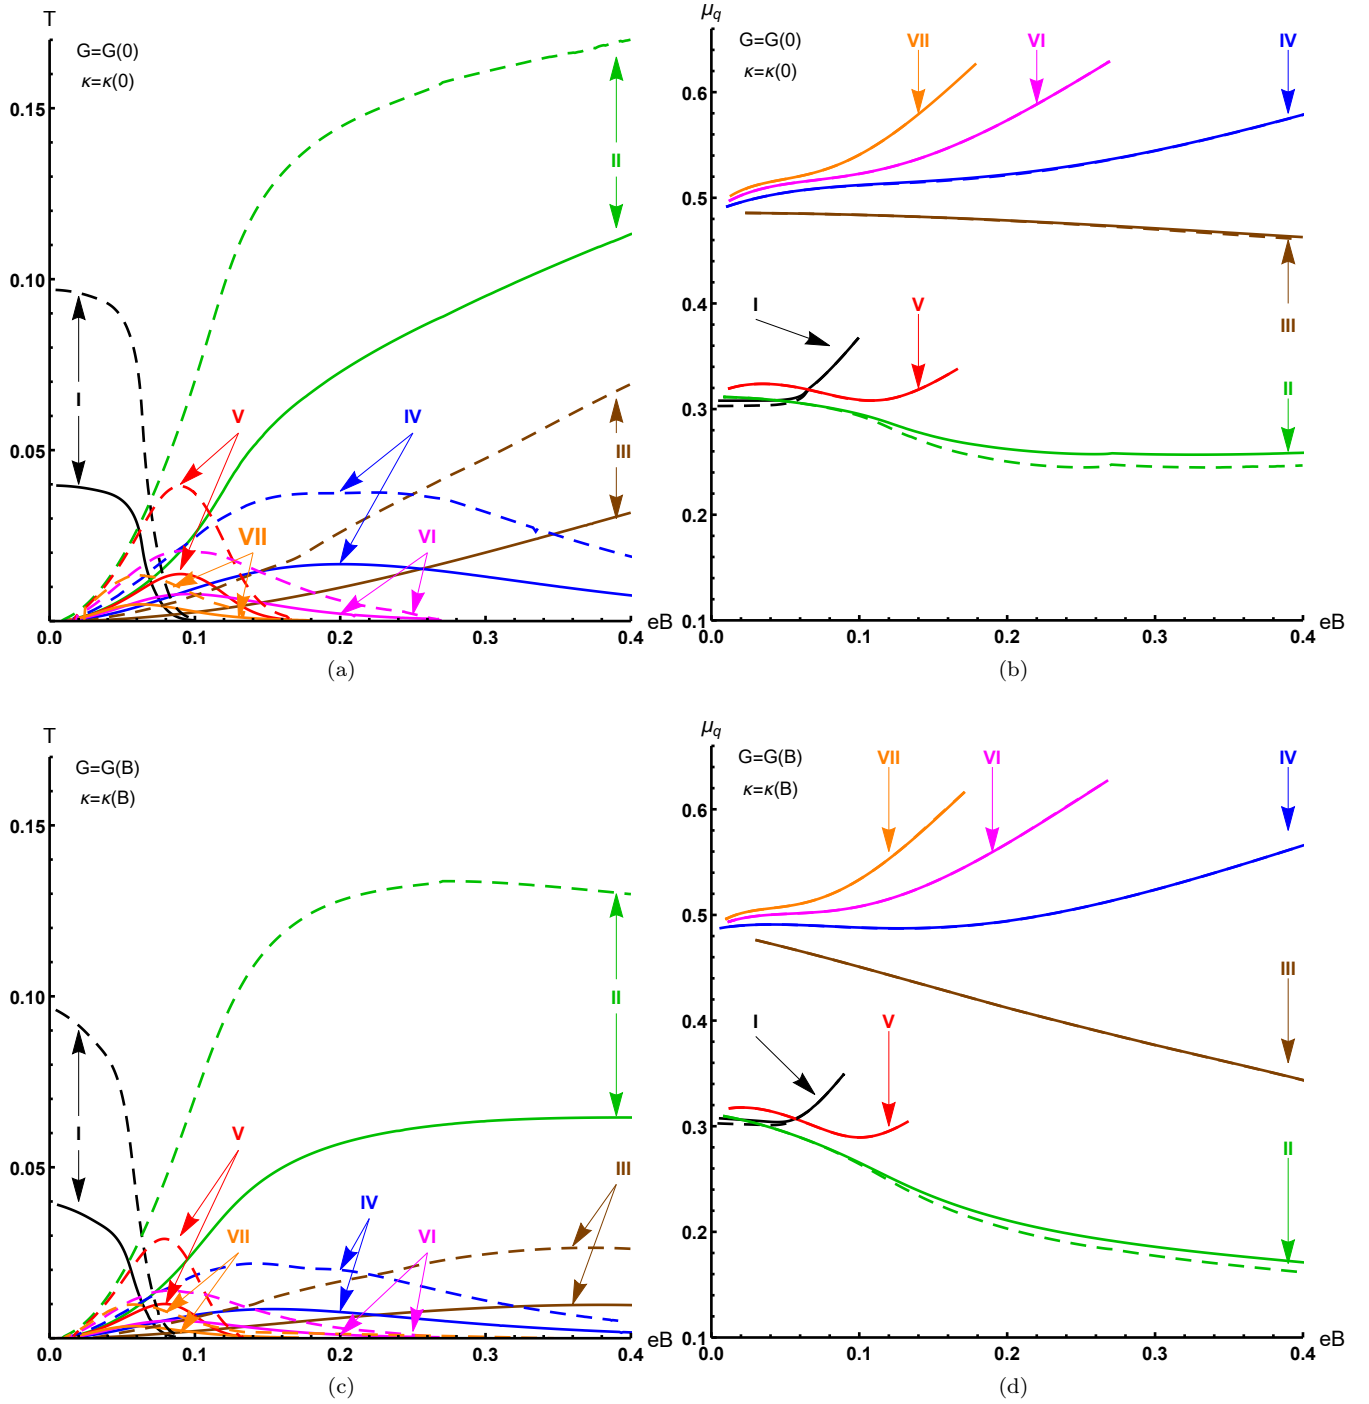 T
G=G(0)
κ=κ(0)
0.15
0.10
0.05
I
II
III
IV
V
VI
VII
0.0 0.1 0.2 0.3 0.4 eB
(a)
μq
G=G(0)
κ=κ(0)
VII VI IV
0.6
0.5
0.4
0.3
0.2
0.1
I V
III
II
0.0 0.1 0.2 0.3 0.4 eB
(b)
T
G=G(B)
κ=κ(B)
0.15
0.10
0.05
I
II
III
IV
V
VI
VII
0.0 0.1 0.2 0.3 0.4 eB
(c)
μq
G=G(B)
κ=κ(B)
VII VI IV
0.6
0.5
0.4
0.3
0.2
0.1
III
I V
II
0.0 0.1 0.2 0.3 0.4 eB
(d)